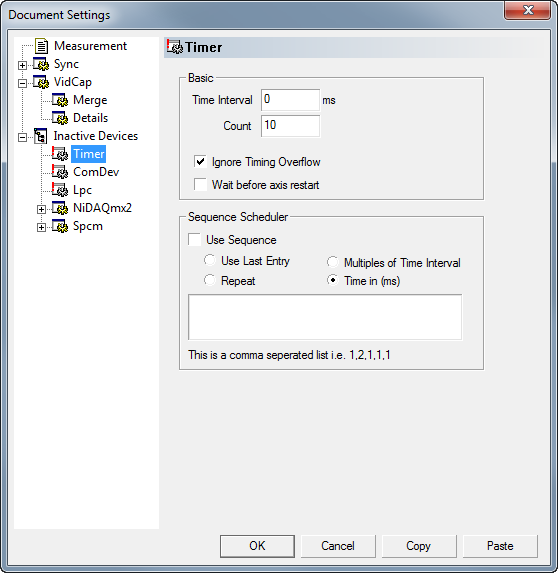 Document Settings
Measurement
Sync
VidCap
Merge
Details
Inactive Devices
Timer
ComDev
Lpc
NiDAQmx2
Spcm
Timer
Basic
Time Interval 0 ms
Count 10
Ignore Timing Overflow
Wait before axis restart
Sequence Scheduler
Use Sequence
Use Last Entry Multiples of Time Interval
Repeat Time in (ms)
This is a comma seperated list i.e. 1,2,1,1,1
OK Cancel Copy Paste